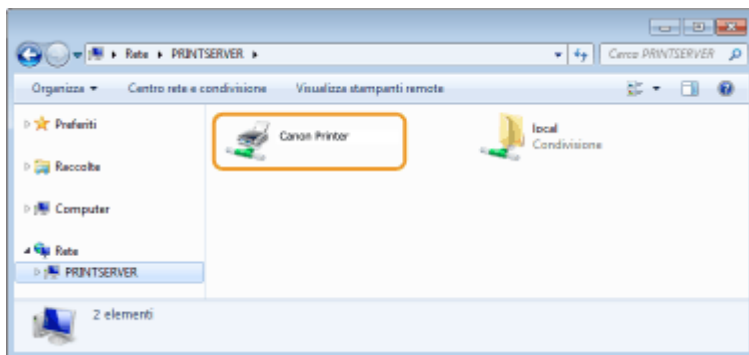 Rete ▸ PRINTSERVER ▸ Cerca PRINTSERVER
Organizza Centro rete e condivisione Visualizza stampanti remote
Preferiti
Raccolte
Computer
Rete
PRINTSERVER
Canon Printer
local
Condivisione
2 elementi